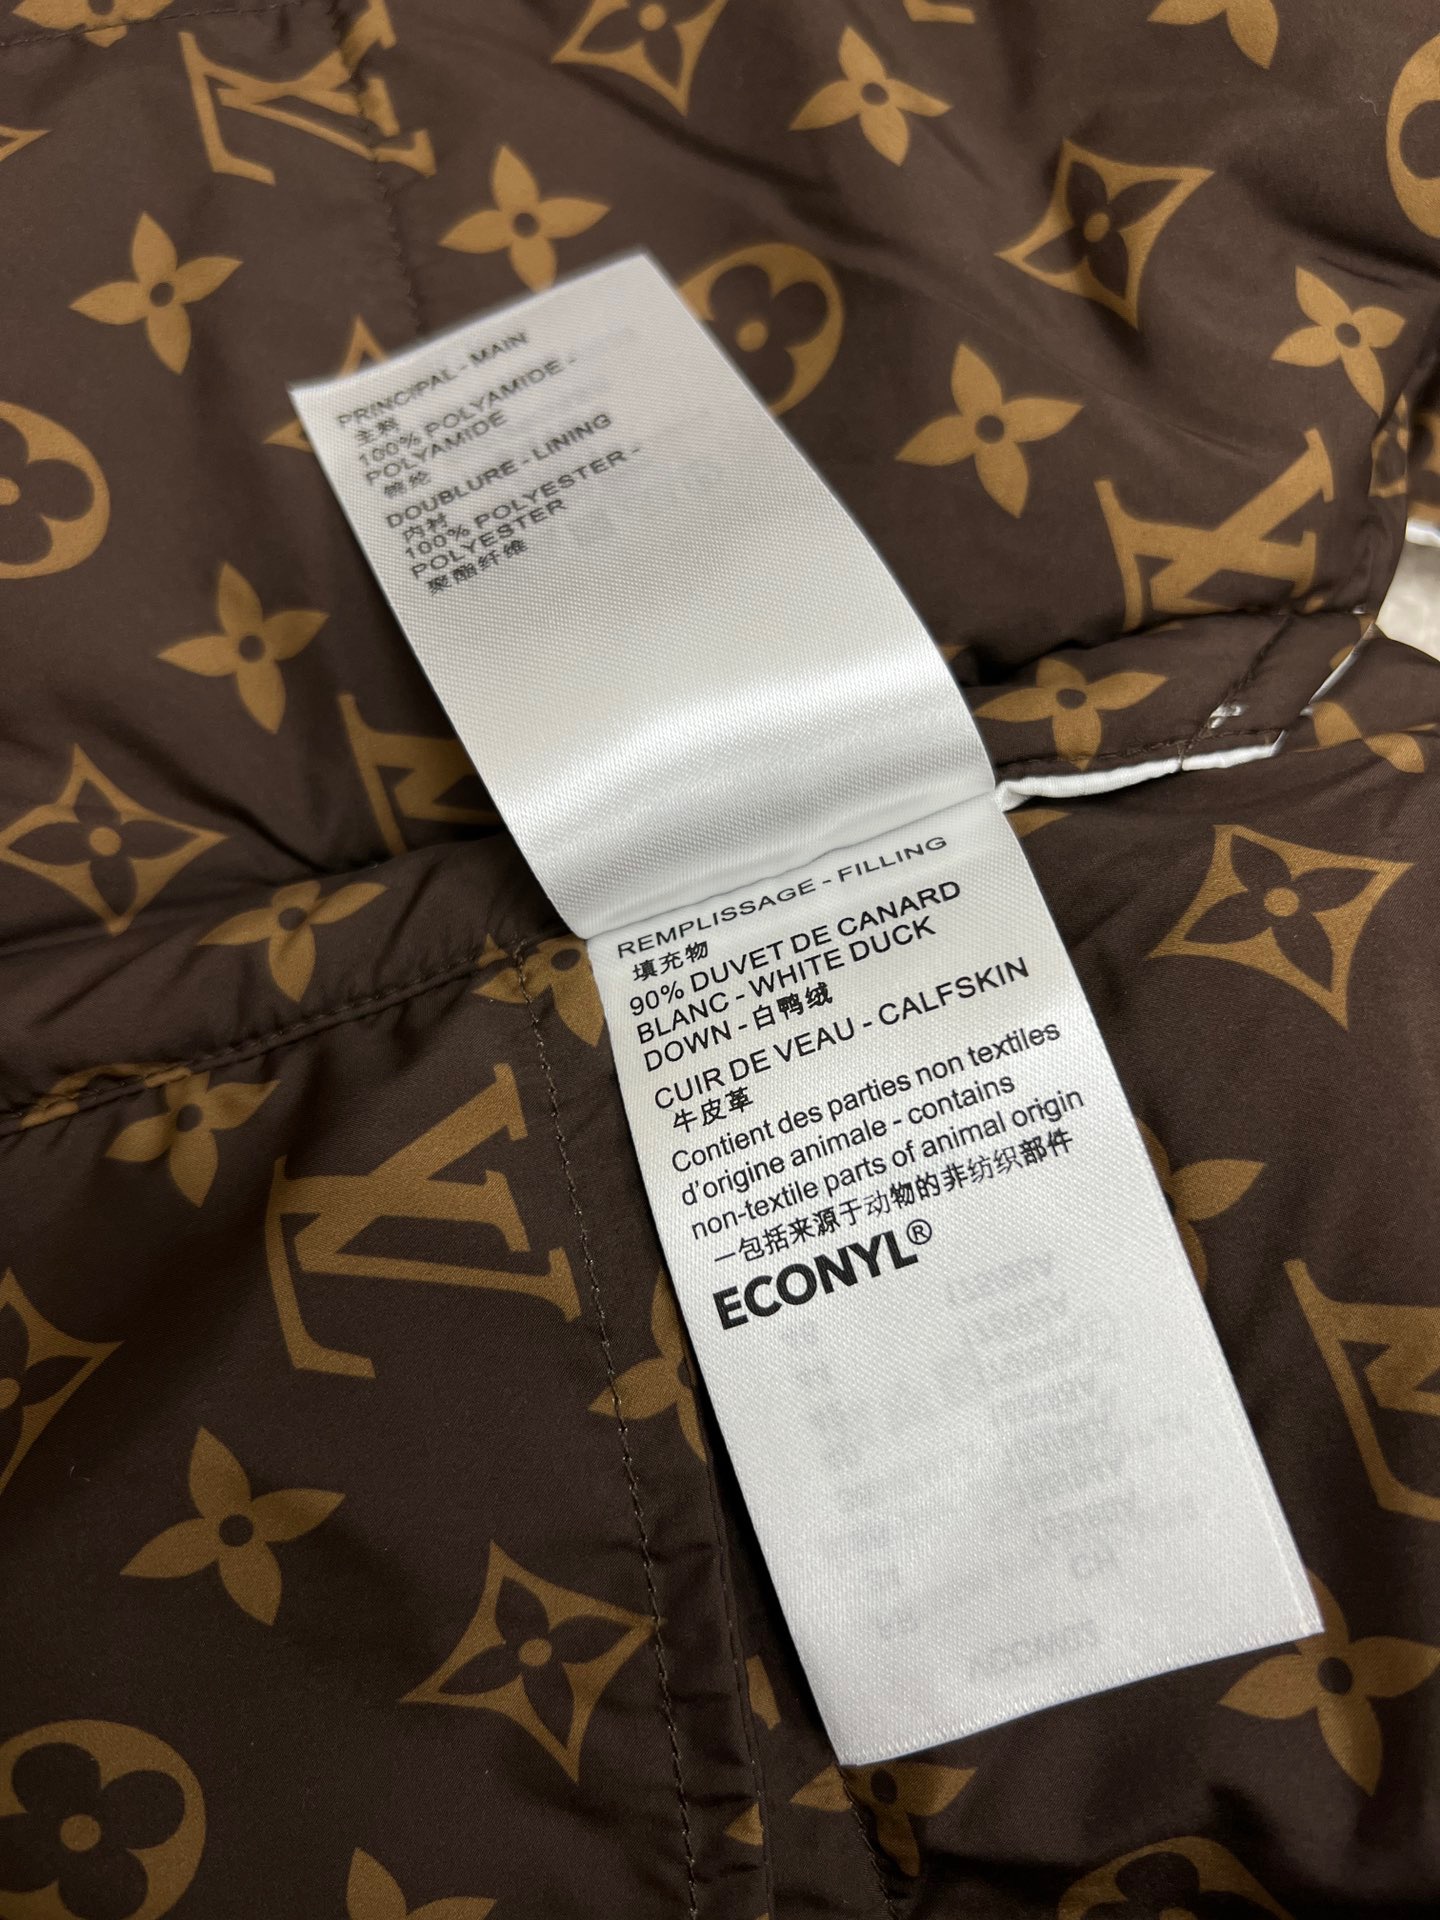 PRINCIPAL - MAIN
主料
100% POLYAMIDE -
POLYAMIDE
锦纶
DOUBLURE - LINING
内衬
100% POLYESTER -
POLYESTER
聚酯纤维
REMPLISSAGE - FILLING
填充物
90% DUVET DE CANARD
BLANC - WHITE DUCK
DOWN - 白鸭绒
CUIR DE VEAU - CALFSKIN
牛皮革
Contient des parties non textiles
d'origine animale - contains
non-textile parts of animal origin
一包括来源于动物的非纺织部件
ECONYL®